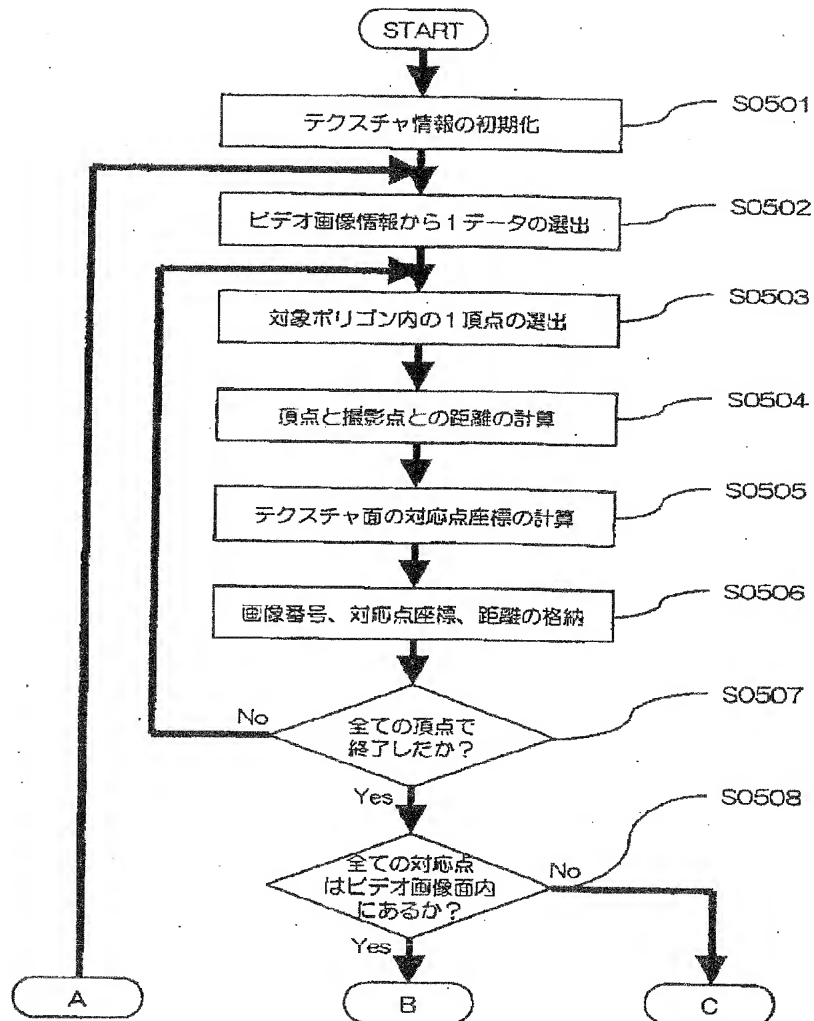 START
テクスチャ情報の初期化
S0501
ビデオ画像情報から1データの選出
S0502
対象ポリゴン内の1頂点の選出
S0503
頂点と撮影点との距離の計算
S0504
テクスチャ面の対応点座標の計算
S0505
画像番号、対応点座標、距離の格納
S0506
S0507
No
全ての頂点で
終了したか？
Yes
S0508
全ての対応点
はビデオ画像面内
にあるか？
No
Yes
A
B
C